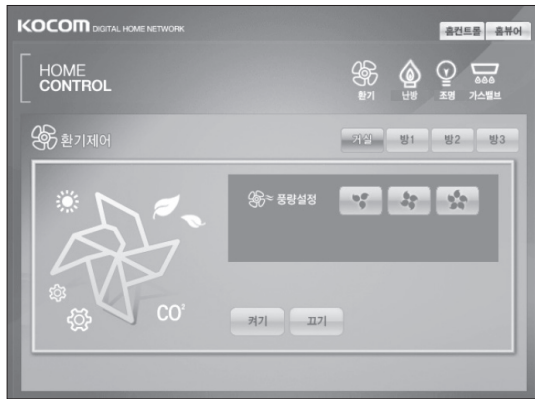 KOCOM DIGITAL HOME NETWORK
홈컨트롤 홈뷰어
HOME
CONTROL
환기 난방 조명 가스밸브
환기제어
거실 방1 방2 방3
풍량설정
CO²
켜기 끄기